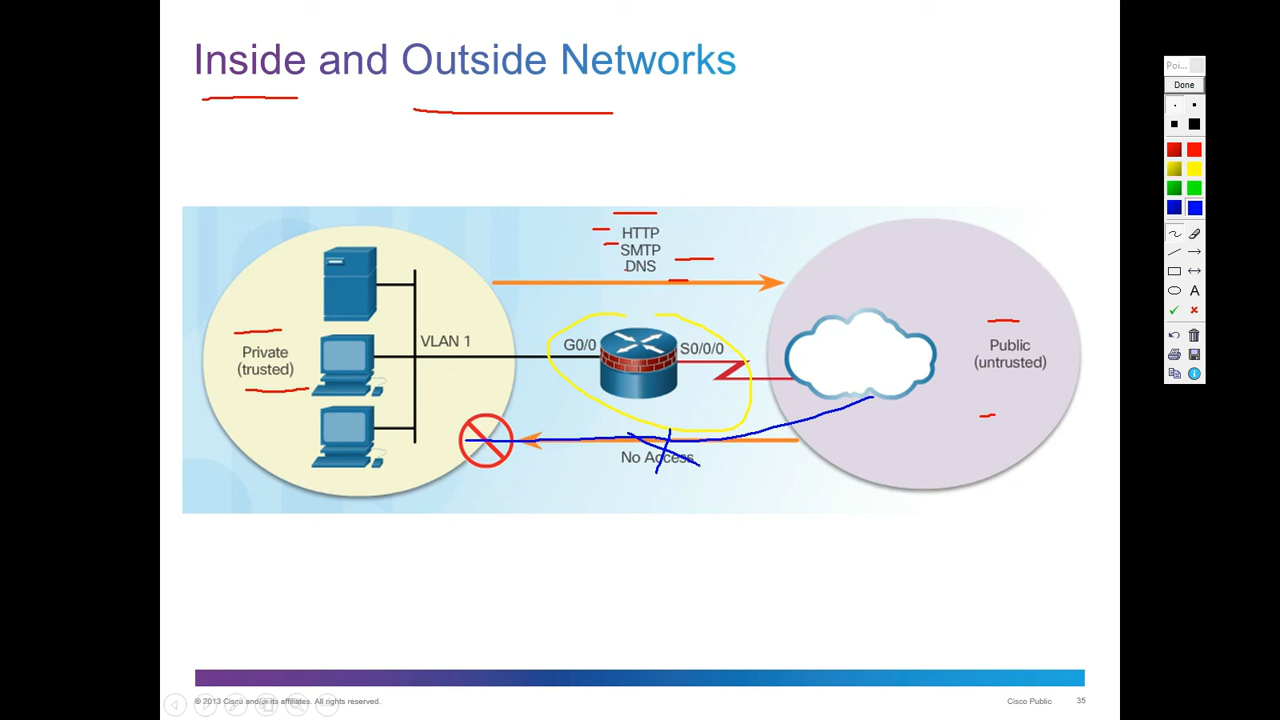 Inside and Outside Networks
Poi...
Done
HTTP
SMTP
DNS
VLAN 1
G0/0
S0/0/0
Private
(trusted)
Public
(untrusted)
No Access
A
© 2013 Cisco and/or its affiliates. All rights reserved.
Cisco Public
35